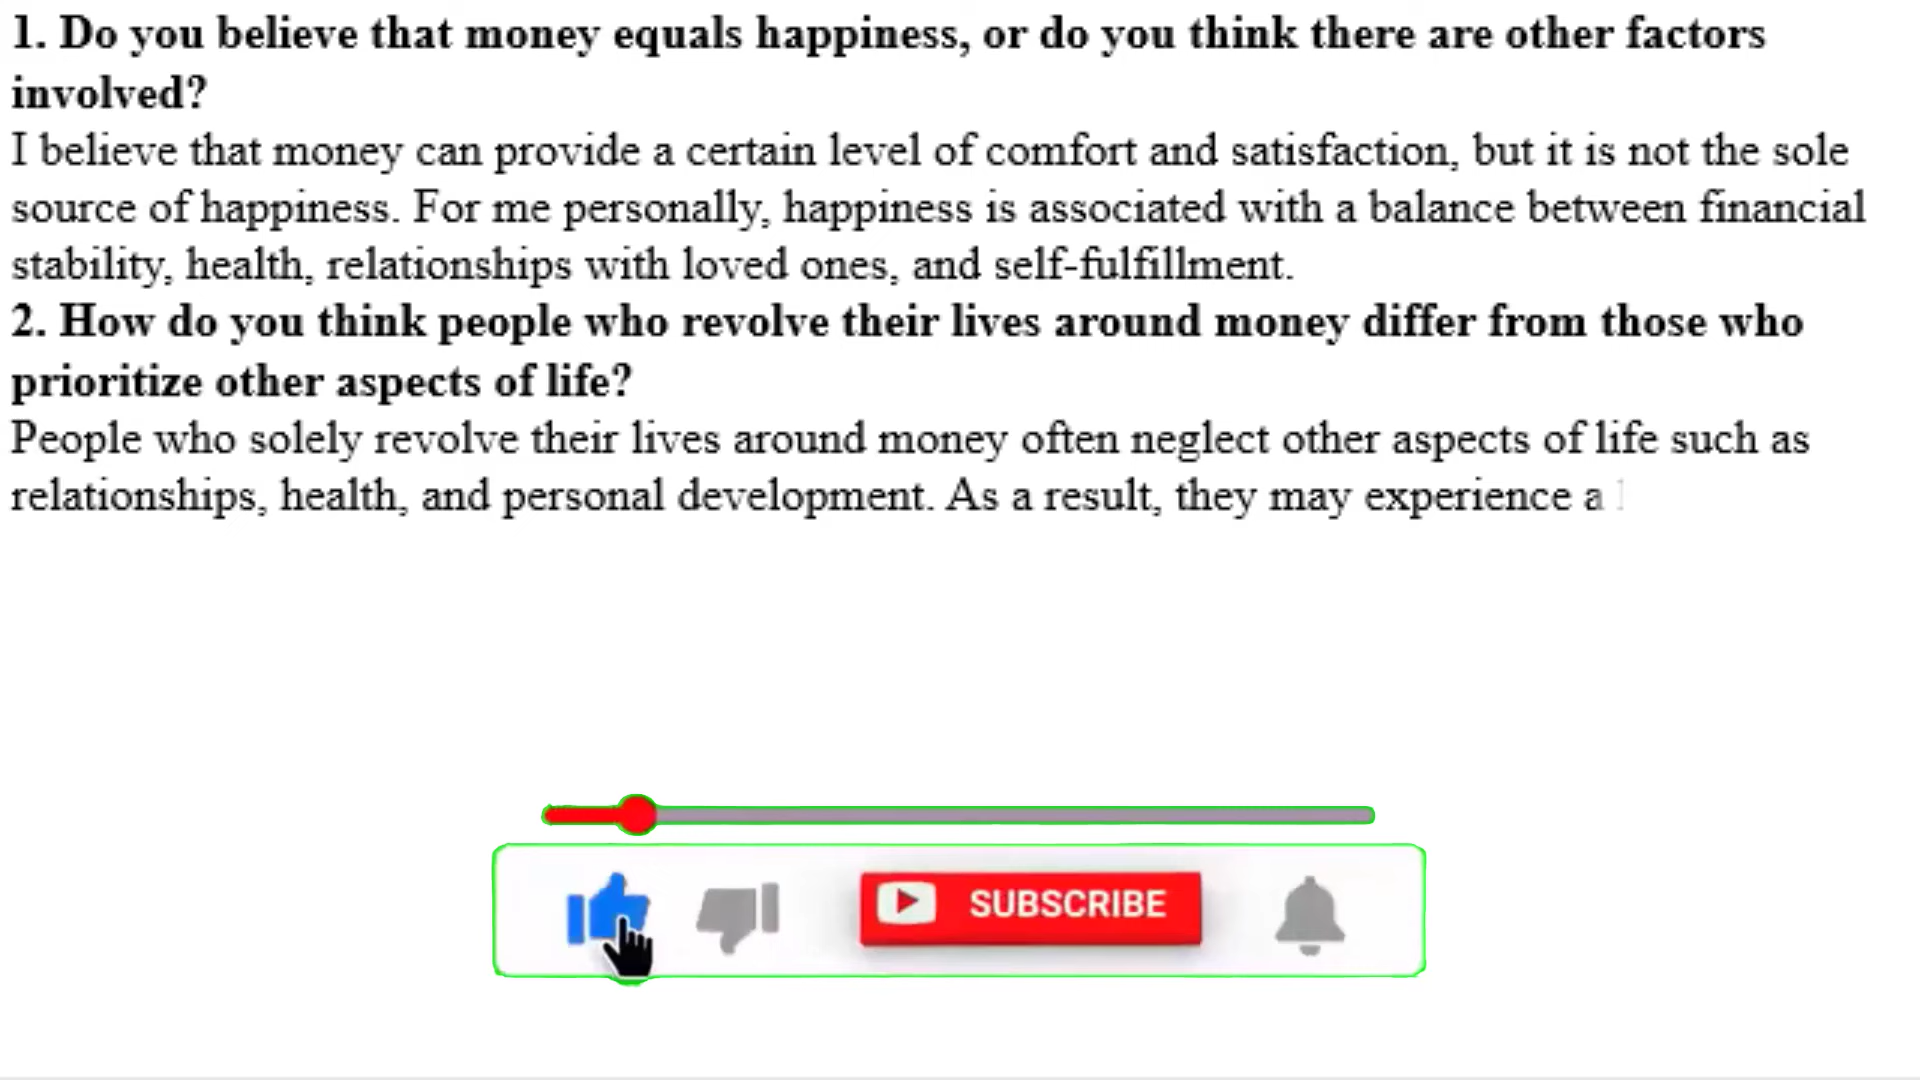 1. Do you believe that money equals happiness, or do you think there are other factors
involved?
I believe that money can provide a certain level of comfort and satisfaction, but it is not the sole
source of happiness. For me personally, happiness is associated with a balance between financial
stability, health, relationships with loved ones, and self-fulfillment.
2. How do you think people who revolve their lives around money differ from those who
prioritize other aspects of life?
People who solely revolve their lives around money often neglect other aspects of life such as
relationships, health, and personal development. As a result, they may experience a
SUBSCRIBE